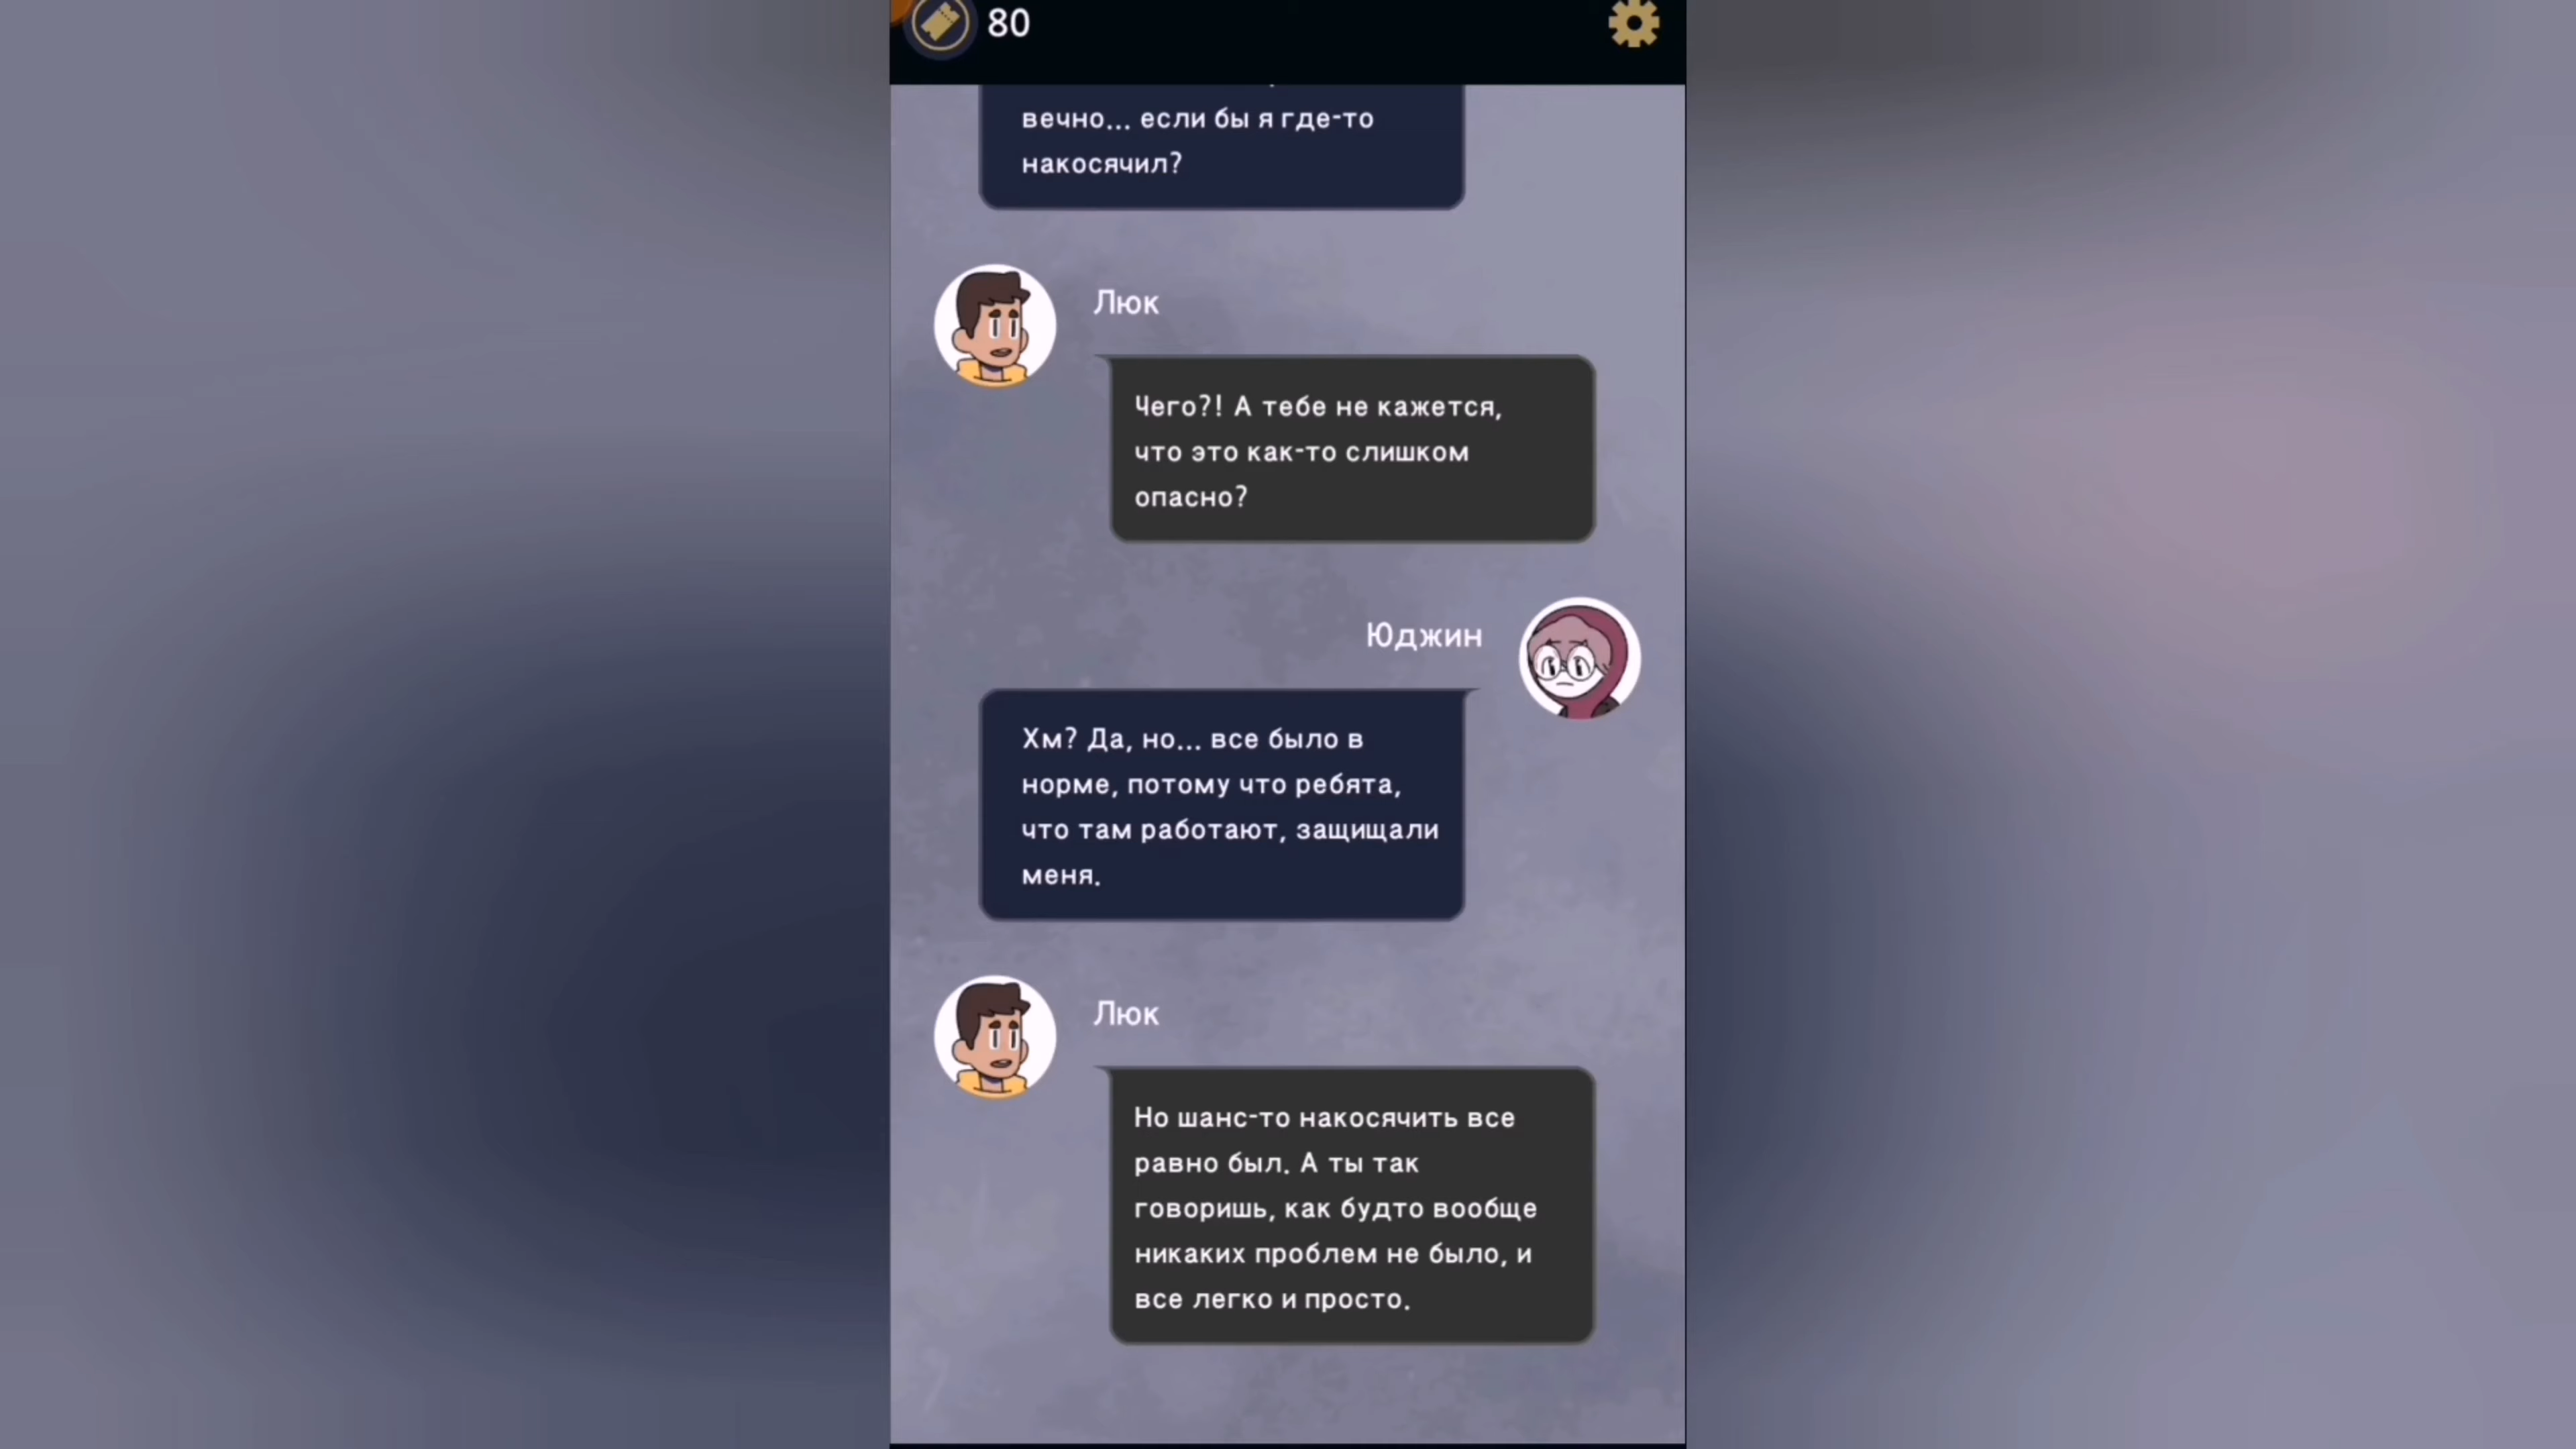 80
вечно... если бы я где-то
накосячил?
Люк
Чего?! А тебе не кажется,
что это как-то слишком
опасно?
Юджин
Хм? Да, но... все было в
норме, потому что ребята,
что там работают, защищали
меня.
Люк
Но шанс-то накосячить все
равно был. А ты так
говоришь, как будто вообще
никаких проблем не было, и
все легко и просто.